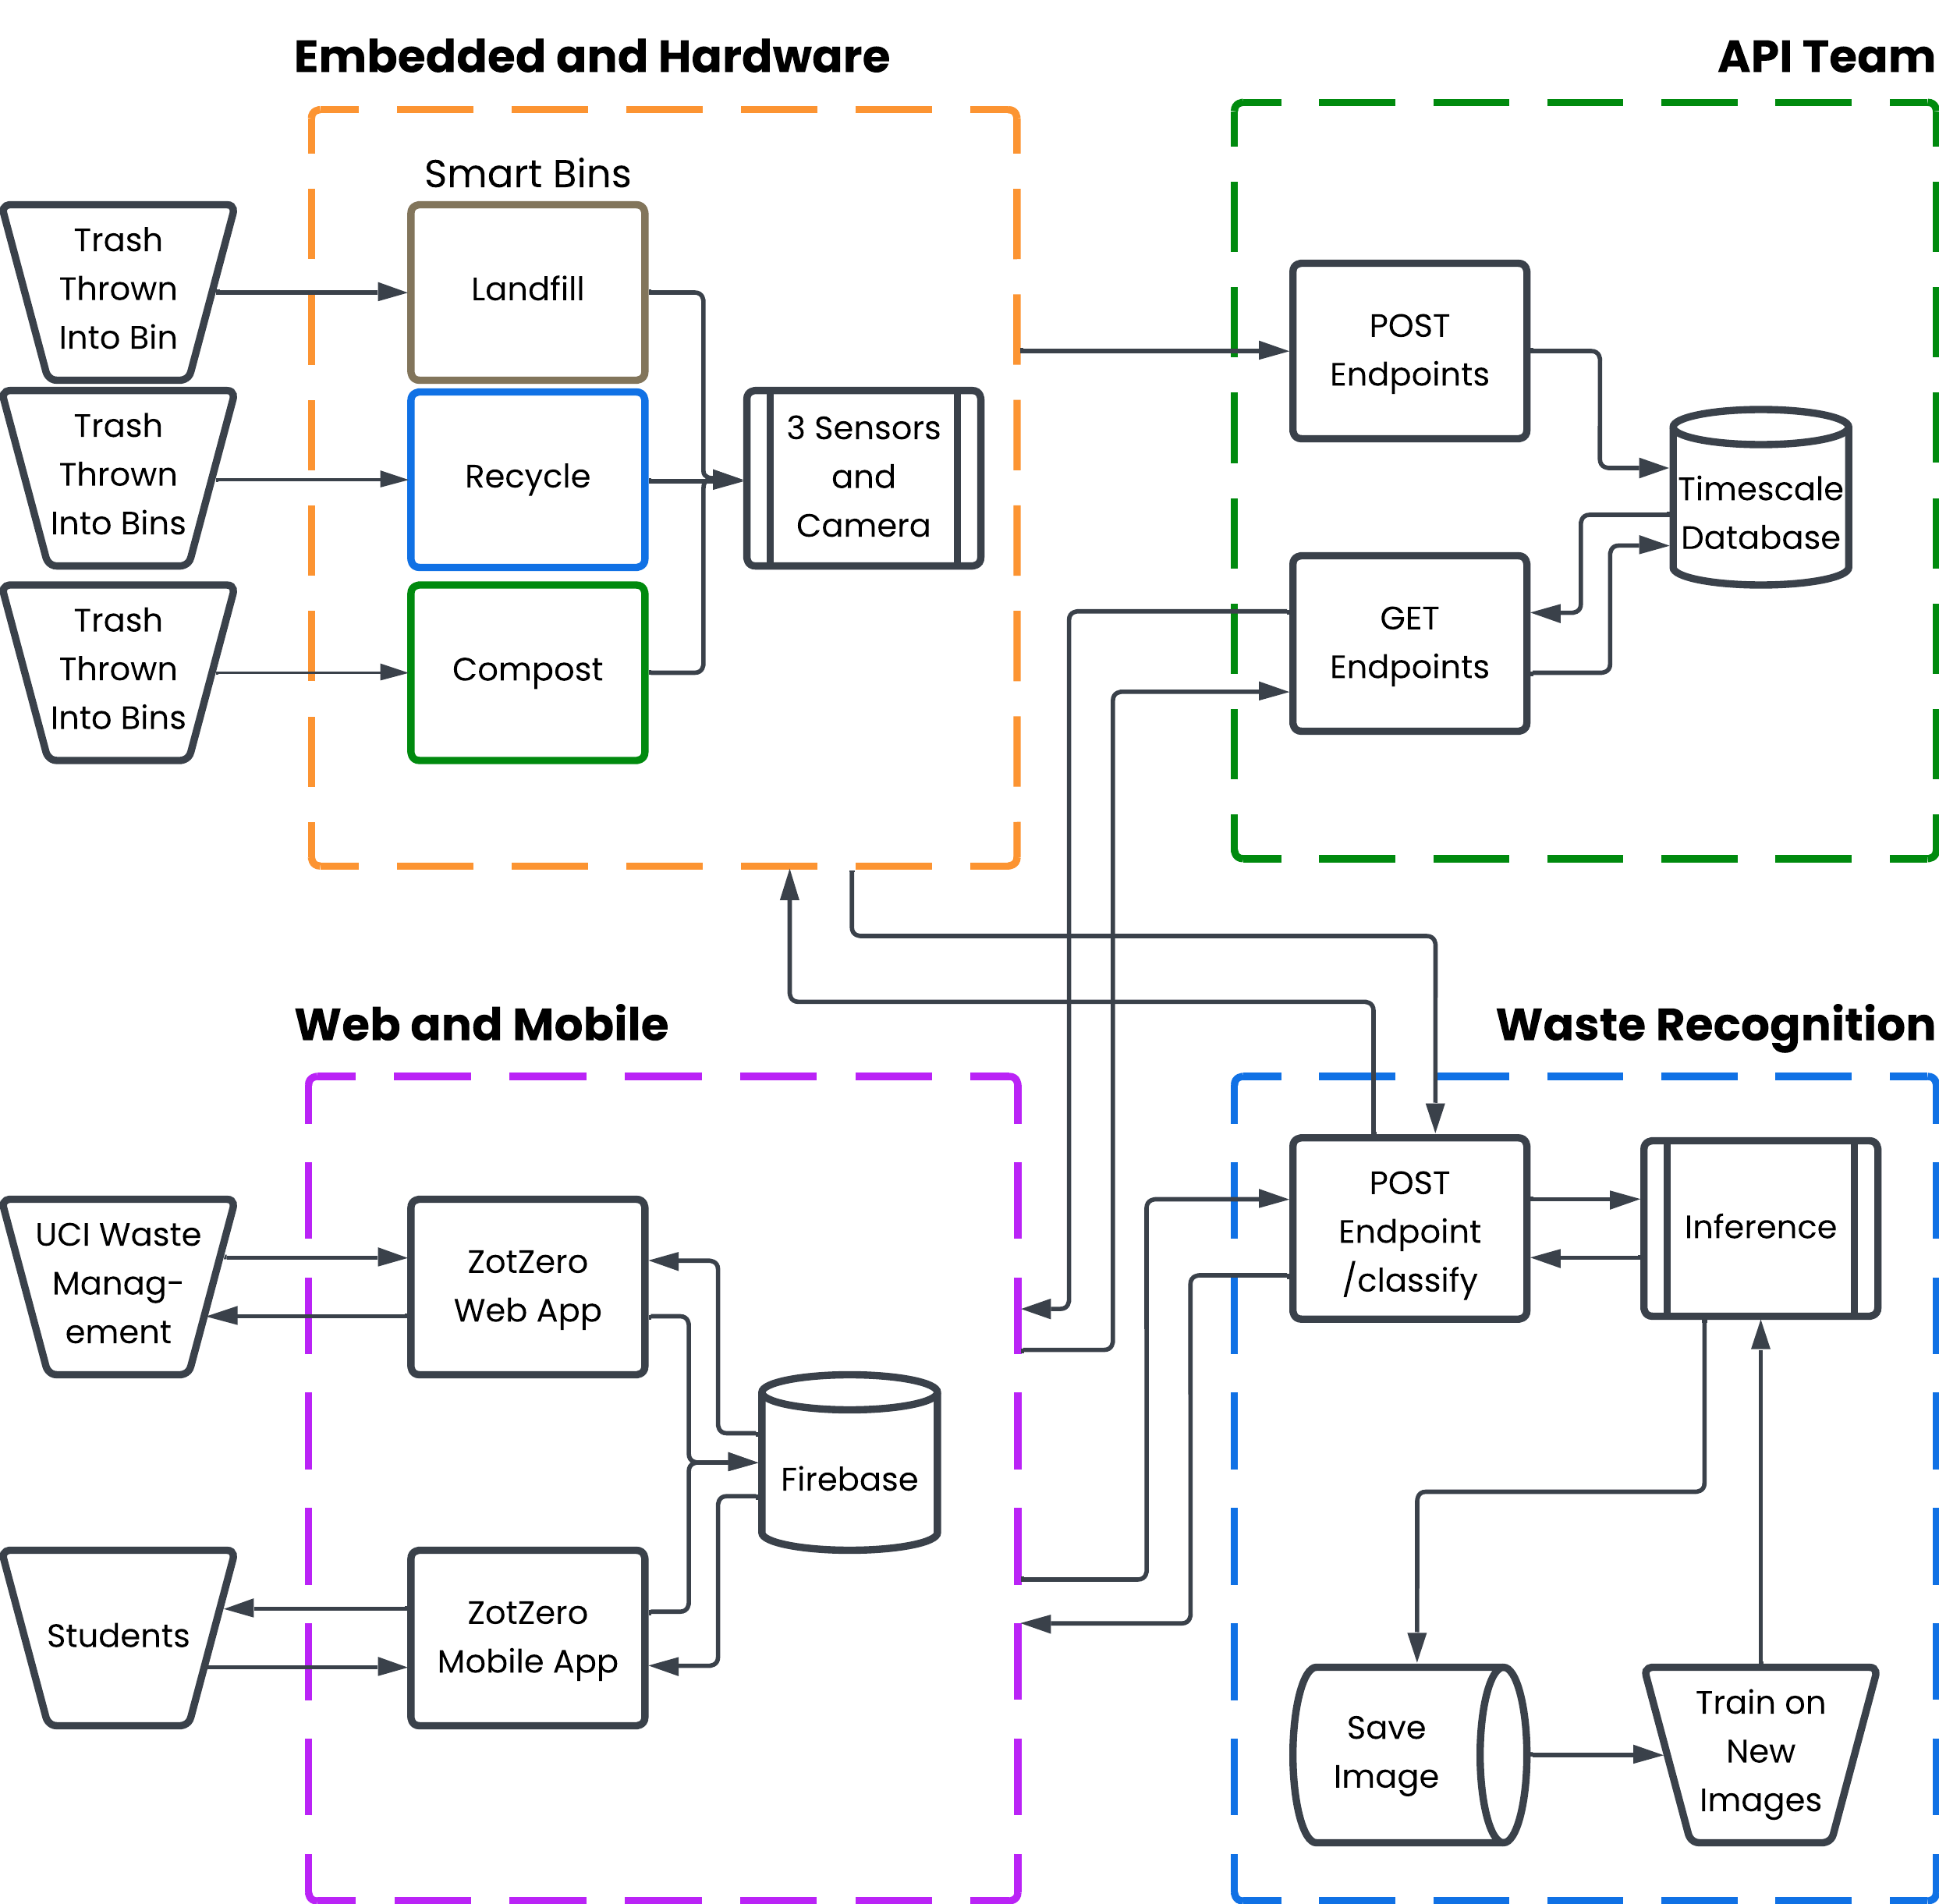 Embedded and Hardware
Smart Bins
Trash
Thrown
Into Bin
Landfill
Trash
Thrown
Into Bins
Recycle
3 Sensors
and
Camera
Trash
Thrown
Into Bins
Compost
API Team
POST
Endpoints
Timescale
Database
GET
Endpoints
Web and Mobile
UCI Waste
Manag-
ement
ZotZero
Web App
Firebase
Students
ZotZero
Mobile App
Waste Recognition
POST
Endpoint
/classify
Inference
Save
Image
Train on
New
Images